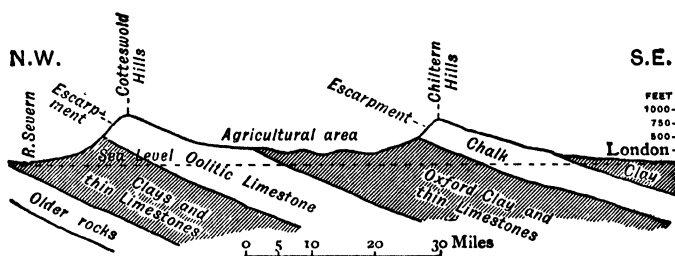 N.W.
Cotteswold
Hills
Chiltern
Hills
S.E.
R. Severn
Escarp-
ment
Escarpment
FEET
1000
750
500
London
Agricultural area
Sea Level
Oolitic Limestone
Chalk
Clay
Clays and
thin Limestones
Oxford Clay and
thin Limestones
Older rocks
0 5 10 20 30 Miles